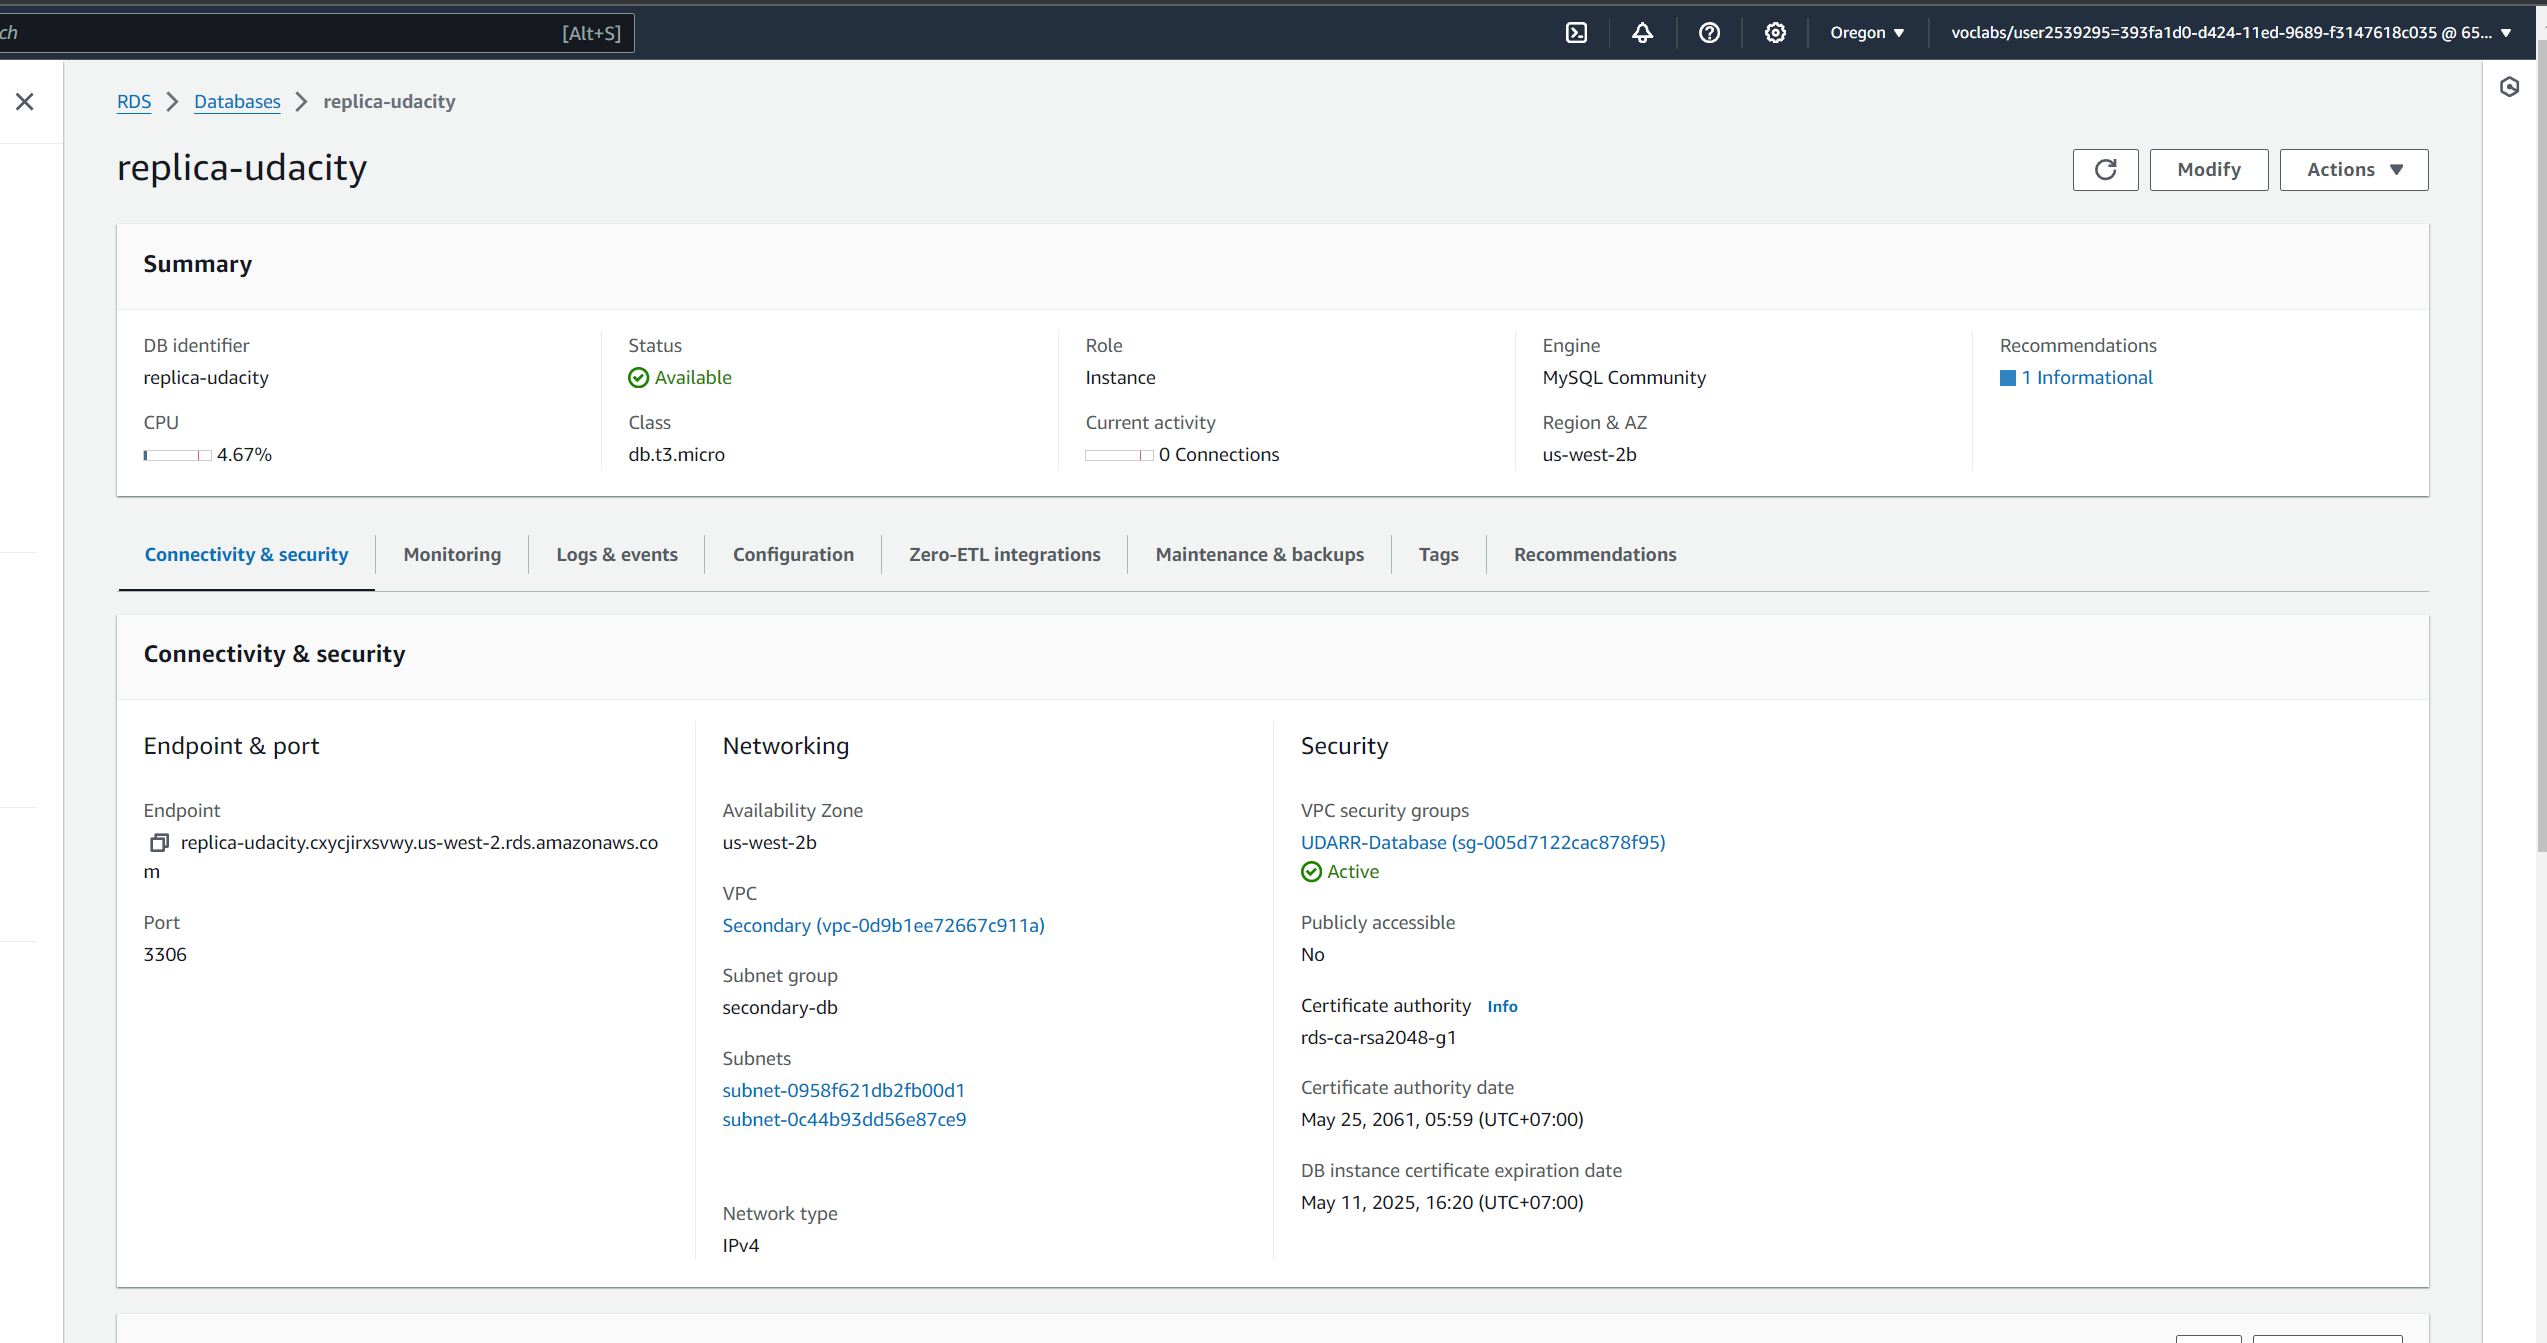 ch [Alt+S] Oregon voclabs/user2539295=393fa1d0-d424-11ed-9689-f3147618c035 @ 65...
RDS Databases replica-udacity
replica-udacity
Modify Actions
Summary
DB identifier Status Role Engine Recommendations
replica-udacity Available Instance MySQL Community 1 Informational
CPU Class Current activity Region & AZ
4.67% db.t3.micro 0 Connections us-west-2b
Connectivity & security Monitoring Logs & events Configuration Zero-ETL integrations Maintenance & backups Tags Recommendations
Connectivity & security
Endpoint & port
Endpoint
replica-udacity.cxycjirxsvwy.us-west-2.rds.amazonaws.co
m
Port
3306
Networking
Availability Zone
us-west-2b
VPC
Secondary (vpc-0d9b1ee72667c911a)
Subnet group
secondary-db
Subnets
subnet-0958f621db2fb00d1
subnet-0c44b93dd56e87ce9
Network type
IPv4
Security
VPC security groups
UDARR-Database (sg-005d7122cac878f95)
Active
Publicly accessible
No
Certificate authority Info
rds-ca-rsa2048-g1
Certificate authority date
May 25, 2061, 05:59 (UTC+07:00)
DB instance certificate expiration date
May 11, 2025, 16:20 (UTC+07:00)